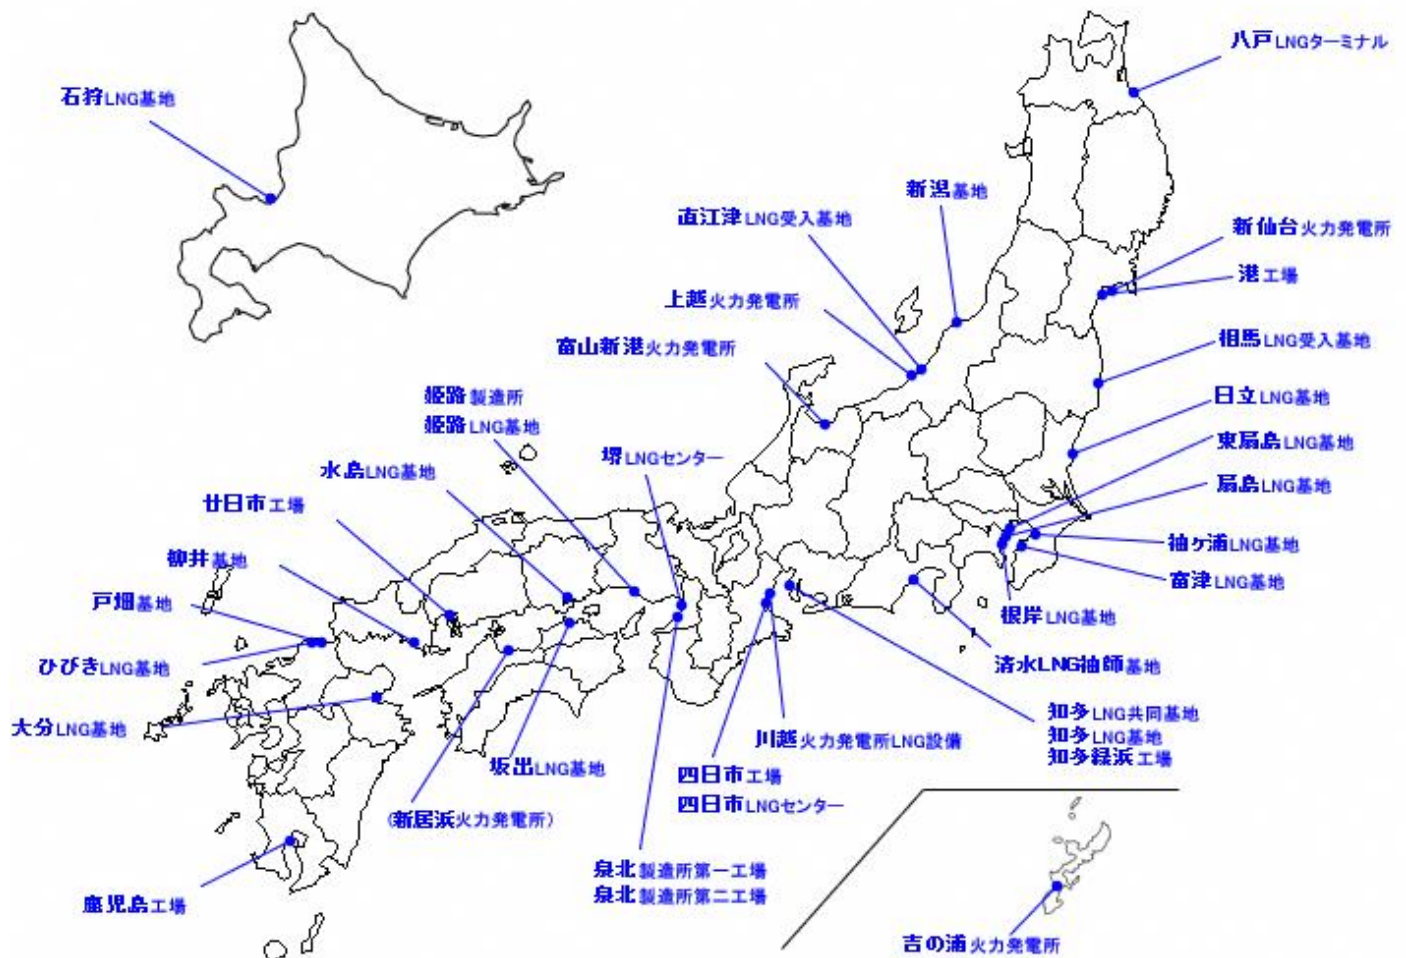 八戸LNGターミナル
石狩LNG基地
新潟基地
直江津LNG受入基地
新仙台火力発電所
港工場
上越火力発電所
富山新港火力発電所
相馬LNG受入基地
姫路製造所
姫路LNG基地
日立LNG基地
東扇島LNG基地
堺LNGセンター
水島LNG基地
扇島LNG基地
廿日市工場
袖ケ浦LNG基地
柳井基地
富津LNG基地
戸畑基地
根岸LNG基地
ひびきLNG基地
清水LNG袖師基地
知多LNG共同基地
知多LNG基地
知多緑浜工場
大分LNG基地
川越火力発電所LNG設備
坂出LNG基地
四日市工場
四日市LNGセンター
(新居浜火力発電所)
泉北製造所第一工場
泉北製造所第二工場
鹿児島工場
吉の浦火力発電所